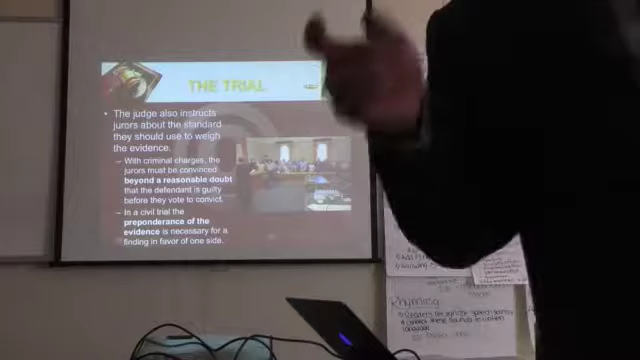 THE TRIAL
• The judge also instructs
jurors about the standard
they should use to weigh
the evidence.
– With criminal charges, the
jurors must be convinced
beyond a reasonable doubt
that the defendant is guilty
before they vote to convict.
– In a civil trial the
preponderance of the
evidence is necessary for a
finding in favor of one side.
Rhyming